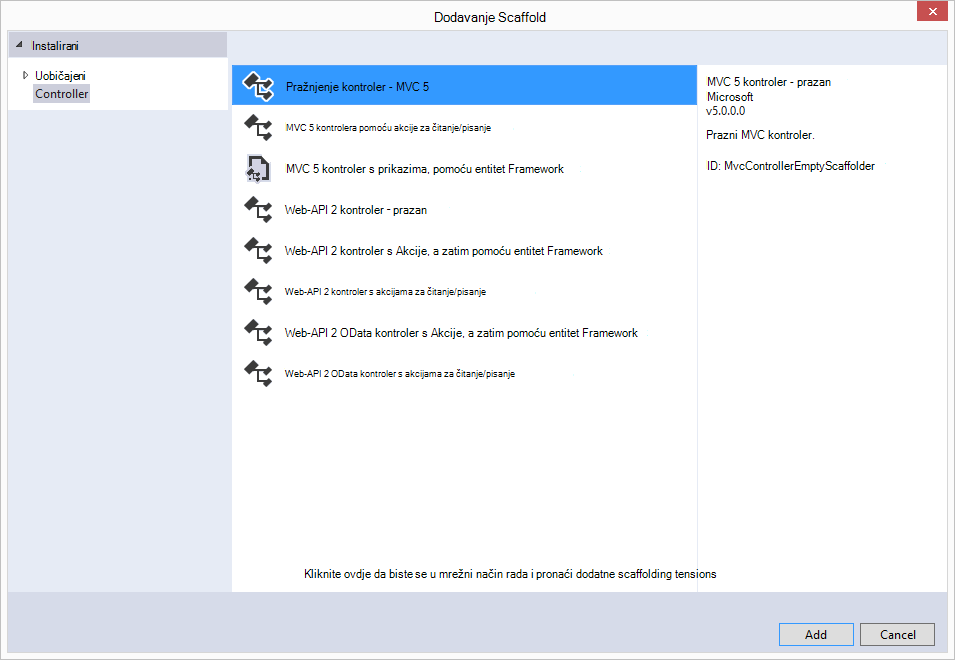 Dodavanje Scaffold
Instalirani
Uobičajeni
Controller
Pražnjenje kontroler - MVC 5
MVC 5 kontrolera pomoću akcije za čitanje/pisanje
MVC 5 kontroler s prikazima, pomoću entitet Framework
Web-API 2 kontroler - prazan
Web-API 2 kontroler s Akcije, a zatim pomoću entitet Framework
Web-API 2 kontroler s akcijama za čitanje/pisanje
Web-API 2 OData kontroler s Akcije, a zatim pomoću entitet Framework
Web-API 2 OData kontroler s akcijama za čitanje/pisanje
MVC 5 kontroler - prazan
Microsoft
v5.0.0.0
Prazni MVC kontroler.
ID: MvcControllerEmptyScaffolder
Kliknite ovdje da biste se u mrežni način rada i pronaći dodatne scaffolding tensions
Add
Cancel